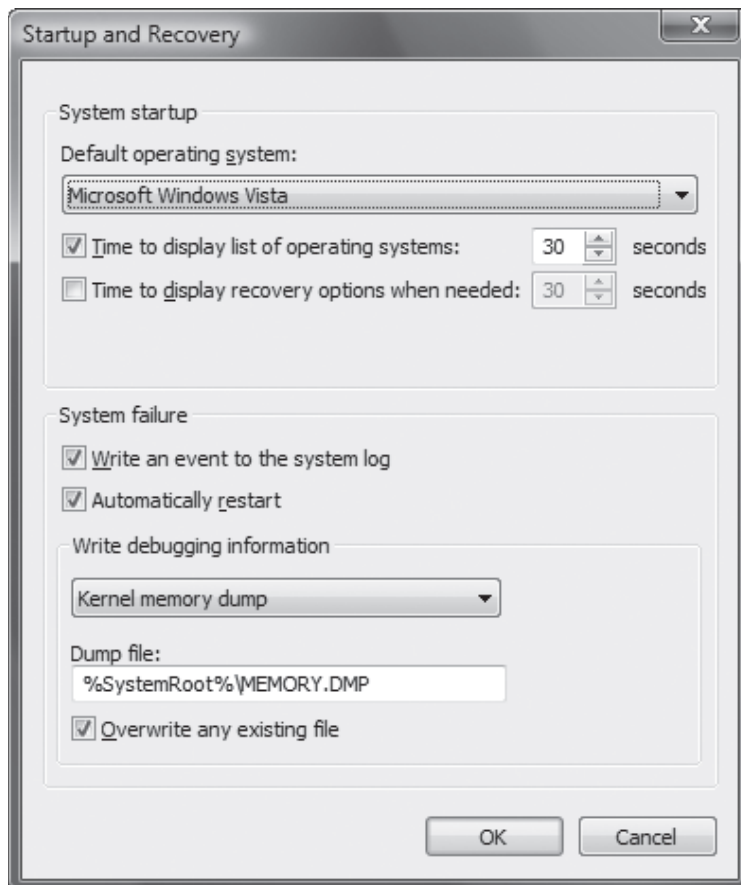 Startup and Recovery
System startup
Default operating system:
Microsoft Windows Vista
Time to display list of operating systems: 30 seconds
Time to display recovery options when needed: 30 seconds
System failure
Write an event to the system log
Automatically restart
Write debugging information
Kernel memory dump
Dump file:
%SystemRoot%\MEMORY.DMP
Overwrite any existing file
OK Cancel